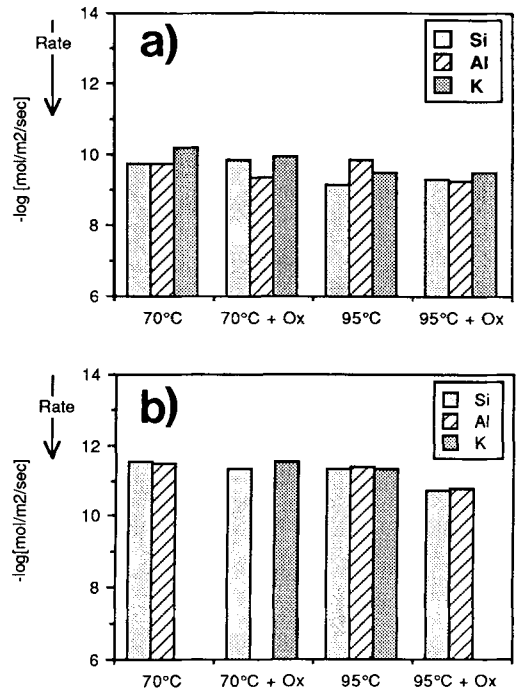 14
a)
Si
Al
K
Rate
12
10
8
6
-log [mol/m2/sec]
70°C
70°C + Ox
95°C
95°C + Ox
14
b)
Si
Al
K
Rate
12
10
8
6
-log[mol/m2/sec]
70°C
70°C + Ox
95°C
95°C + Ox